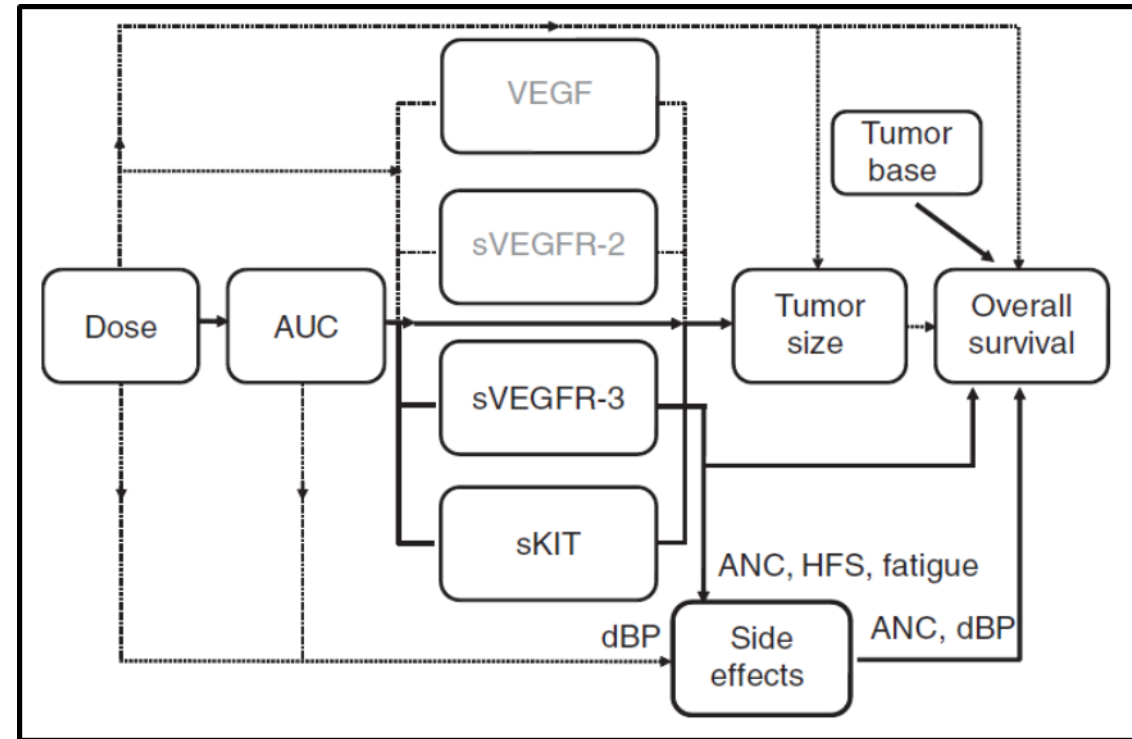 VEGF
Tumor
base
sVEGFR-2
Dose
AUC
Tumor
size
Overall
survival
sVEGFR-3
sKIT
ANC, HFS, fatigue
dBP
Side
effects
ANC, dBP